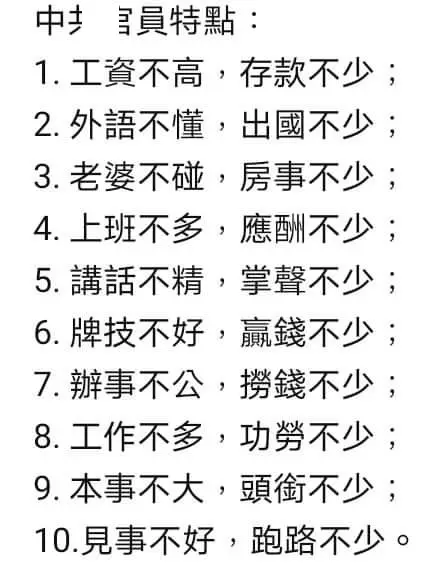 中共官員特點：
1. 工資不高，存款不少；
2. 外語不懂，出國不少；
3. 老婆不碰，房事不少；
4. 上班不多，應酬不少；
5. 講話不精，掌聲不少；
6. 牌技不好，贏錢不少；
7. 辦事不公，撈錢不少；
8. 工作不多，功勞不少；
9. 本事不大，頭銜不少；
10.見事不好，跑路不少。